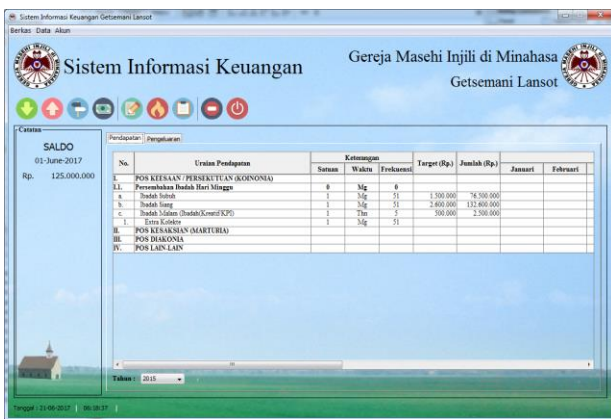 Sistem Informasi Keuangan Getsemani Lansot
Berkas Data Akun
Sistem Informasi Keuangan
Gereja Masehi Injili di Minahasa
Getsemani Lansot
Catatan
SALDO
01-June-2017
Rp. 125.000.000
Pendapatan Pengeluaran
No. Uraian Pendapatan Keterangan Target (Rp.) Jumlah (Rp.) Januari Februari
Satuan Waktu Frekuensi
I. POS KEESAAN / PERSEKUTUAN (KOINONIA)
I.1. Persembahan Ibadah Hari Minggu 0 Mg 0
a. Ibadah Subuh 1 Mg 51 1.500.000 76.500.000
b. Ibadah Siang 1 Mg 51 2.600.000 132.600.000
c. Ibadah Malam (Ibadah(Kreatif/KPI) 1 Thn 5 500.000 2.500.000
1. Extra Kolekte 1 Mg 51
II. POS KESAKSIAN (MARTURIA)
III. POS DIAKONIA
IV. POS LAIN-LAIN
Tahun : 2015
Tanggal : 21-06-2017 | 06:18:37 |